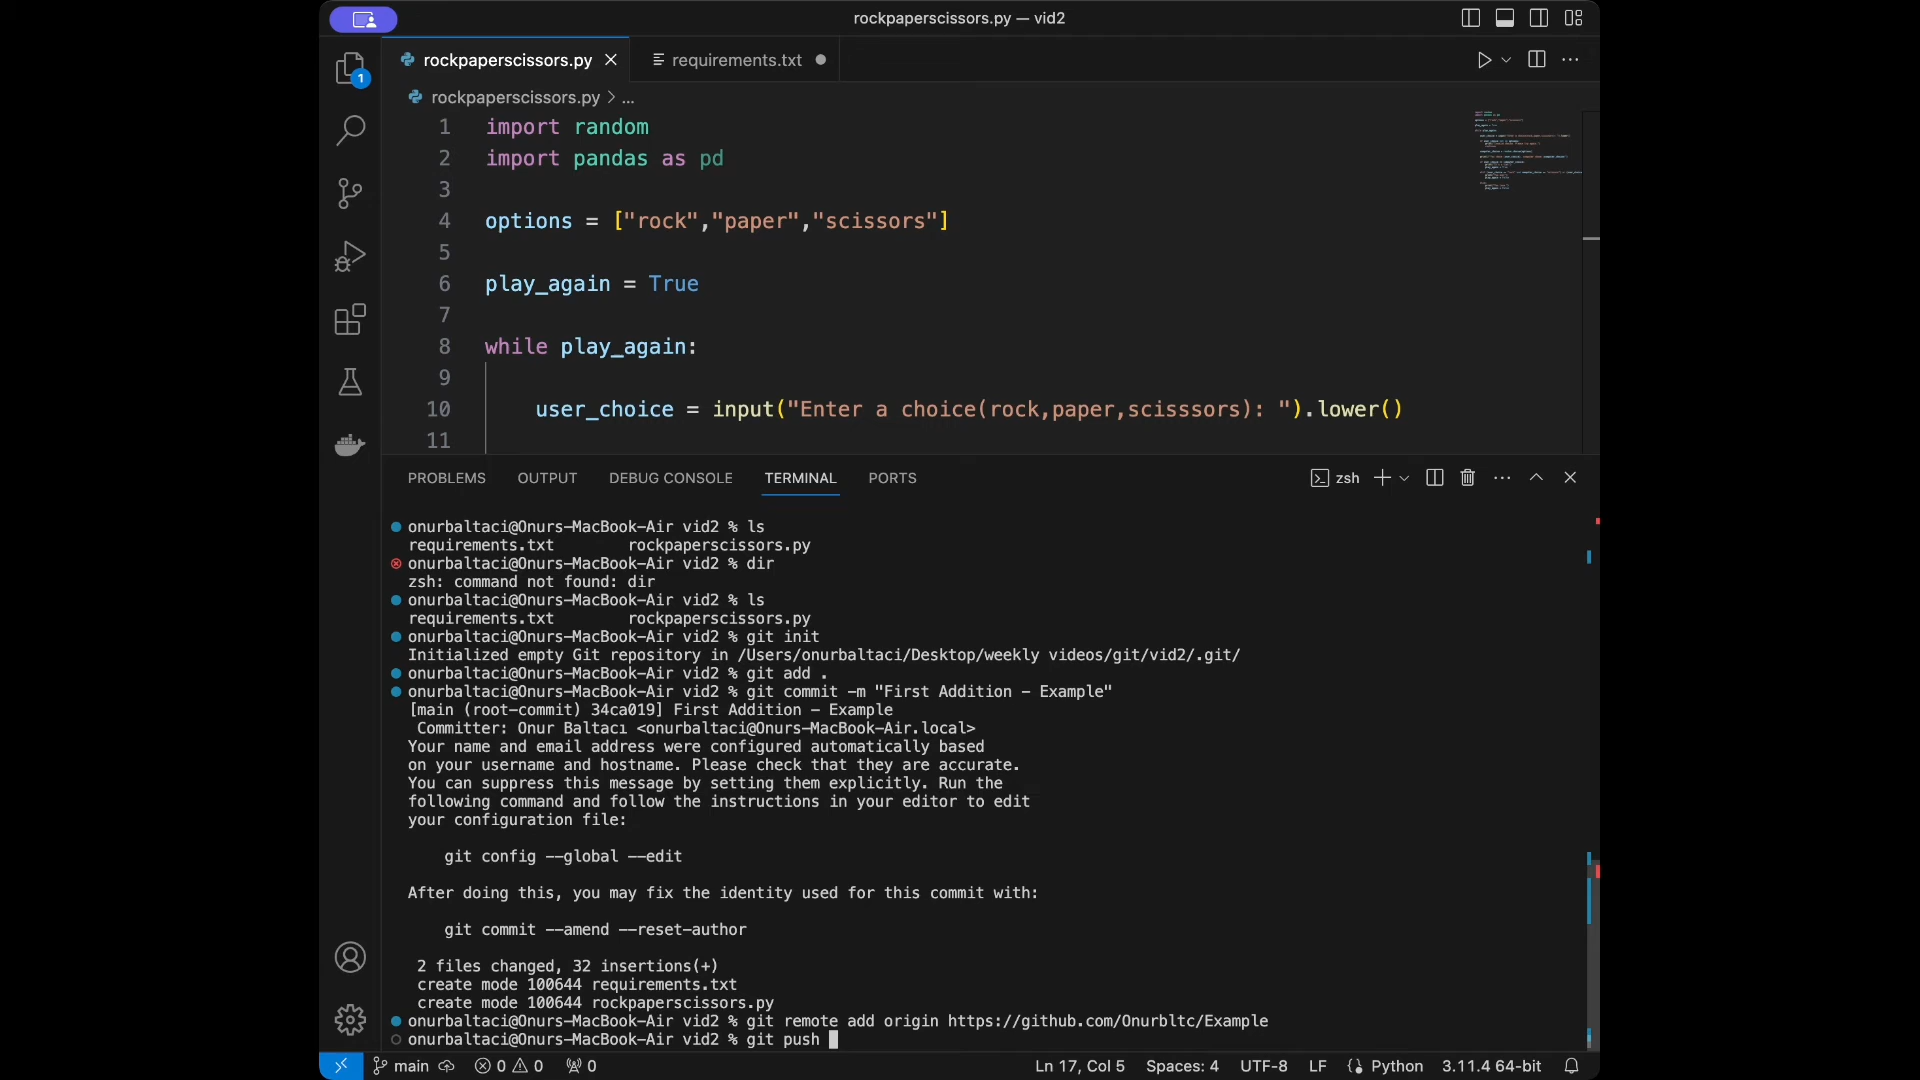 rockpaperscissors.py — vid2
1
rockpaperscissors.py
requirements.txt
rockpaperscissors.py > ...
1 import random
2 import pandas as pd
3
4 options = ["rock","paper","scissors"]
5
6 play_again = True
7
8 while play_again:
9
10 user_choice = input("Enter a choice(rock,paper,scisssors): ").lower()
11
PROBLEMS OUTPUT DEBUG CONSOLE TERMINAL PORTS
zsh
onurbaltaci@Onurs-MacBook-Air vid2 % ls
requirements.txt rockpaperscissors.py
onurbaltaci@Onurs-MacBook-Air vid2 % dir
zsh: command not found: dir
onurbaltaci@Onurs-MacBook-Air vid2 % ls
requirements.txt rockpaperscissors.py
onurbaltaci@Onurs-MacBook-Air vid2 % git init
Initialized empty Git repository in /Users/onurbaltaci/Desktop/weekly videos/git/vid2/.git/
onurbaltaci@Onurs-MacBook-Air vid2 % git add .
onurbaltaci@Onurs-MacBook-Air vid2 % git commit -m "First Addition - Example"
[main (root-commit) 34ca019] First Addition - Example
Committer: Onur Baltacı <onurbaltaci@Onurs-MacBook-Air.local>
Your name and email address were configured automatically based
on your username and hostname. Please check that they are accurate.
You can suppress this message by setting them explicitly. Run the
following command and follow the instructions in your editor to edit
your configuration file:
git config --global --edit
After doing this, you may fix the identity used for this commit with:
git commit --amend --reset-author
2 files changed, 32 insertions(+)
create mode 100644 requirements.txt
create mode 100644 rockpaperscissors.py
onurbaltaci@Onurs-MacBook-Air vid2 % git remote add origin https://github.com/Onurbltc/Example
onurbaltaci@Onurs-MacBook-Air vid2 % git push
main 0 0 0 Ln 17, Col 5 Spaces: 4 UTF-8 LF Python 3.11.4 64-bit